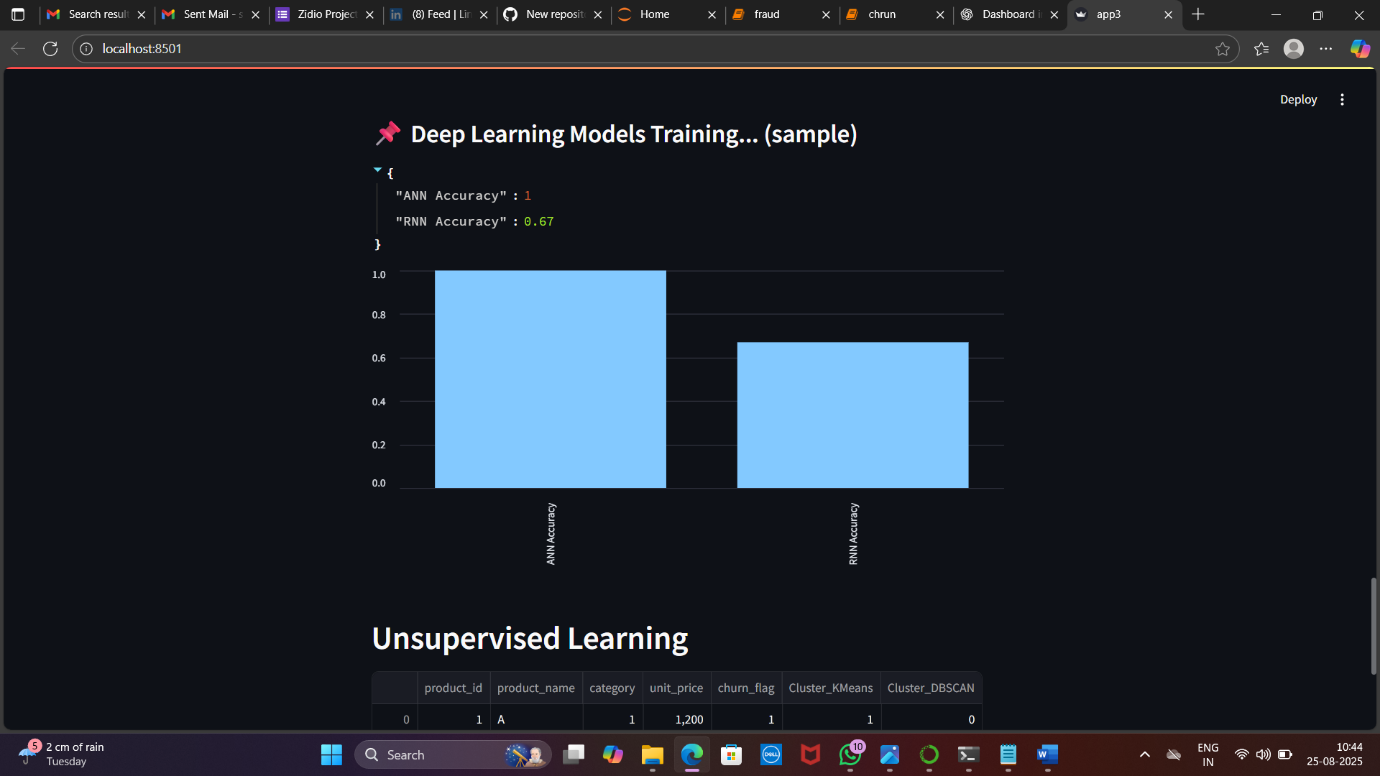 Search result
Sent Mail - s
Zidio Project
(8) Feed | Lin
New reposit
Home
fraud
chrun
Dashboard i
app3
localhost:8501
Deploy
Deep Learning Models Training... (sample)
{
"ANN Accuracy" : 1
"RNN Accuracy" : 0.67
}
1.0
0.8
0.6
0.4
0.2
0.0
ANN Accuracy
RNN Accuracy
Unsupervised Learning
product_id product_name category unit_price churn_flag Cluster_KMeans Cluster_DBSCAN
0 1 A 1 1,200 1 1 0
5
2 cm of rain
Tuesday
Search
DELL
10
ENG
IN
10:44
25-08-2025